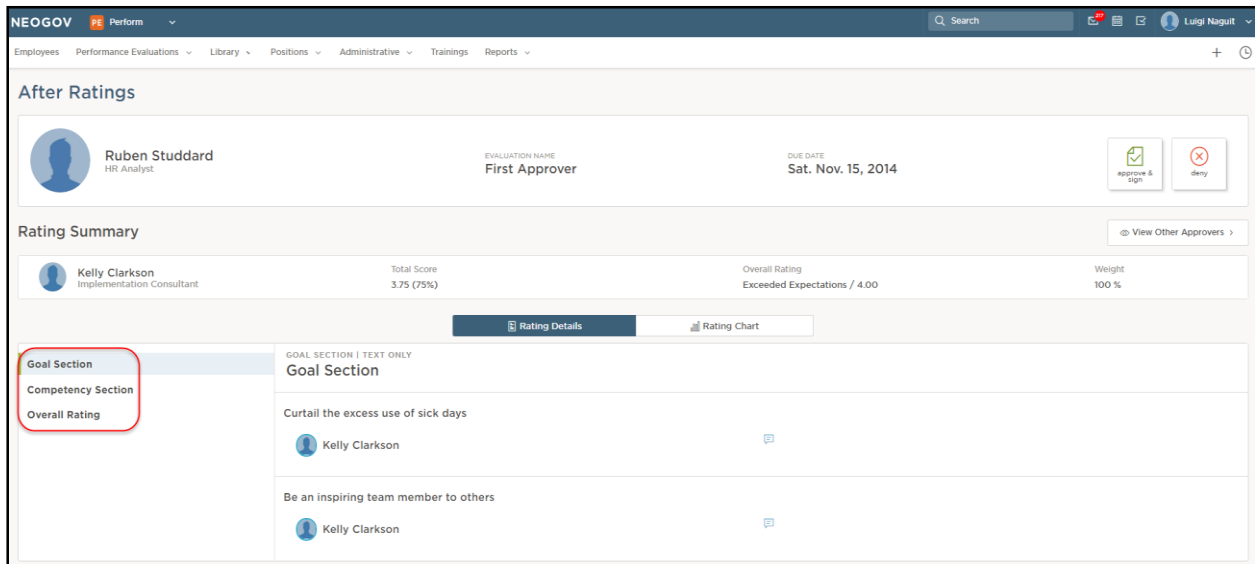 NEOGOV PE Perform Search 217 Luigi Naguit
Employees Performance Evaluations Library Positions Administrative Trainings Reports
After Ratings
Ruben Studdard
HR Analyst
EVALUATION NAME
First Approver
DUE DATE
Sat. Nov. 15, 2014
approve &
sign
deny
Rating Summary
View Other Approvers
Kelly Clarkson
Implementation Consultant
Total Score
3.75 (75%)
Overall Rating
Exceeded Expectations / 4.00
Weight
100 %
Rating Details Rating Chart
Goal Section
Competency Section
Overall Rating
GOAL SECTION | TEXT ONLY
Goal Section
Curtail the excess use of sick days
Kelly Clarkson
Be an inspiring team member to others
Kelly Clarkson